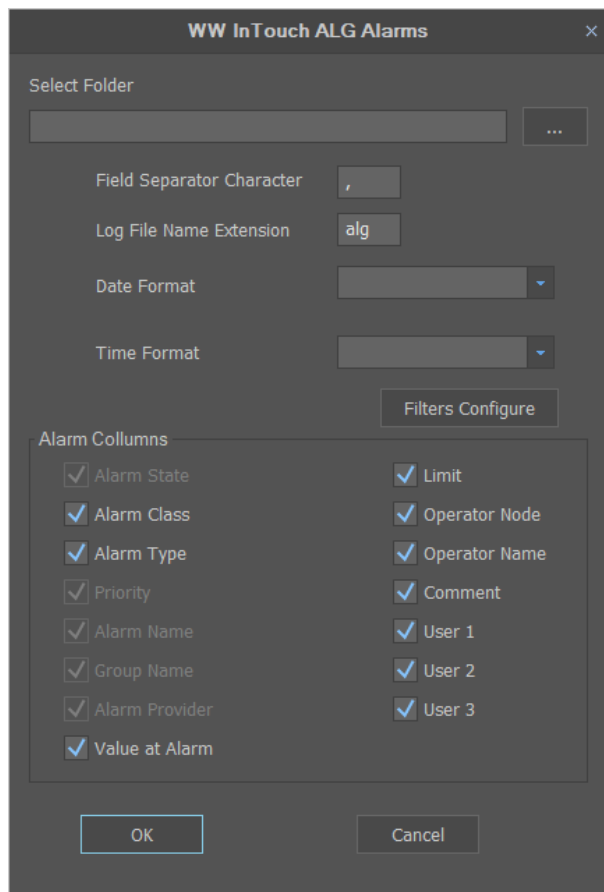 WW InTouch ALG Alarms ×
Select Folder
...
Field Separator Character ,
Log File Name Extension alg
Date Format
Time Format
Filters Configure
Alarm Collumns
Alarm State Limit
Alarm Class Operator Node
Alarm Type Operator Name
Priority Comment
Alarm Name User 1
Group Name User 2
Alarm Provider User 3
Value at Alarm
OK Cancel